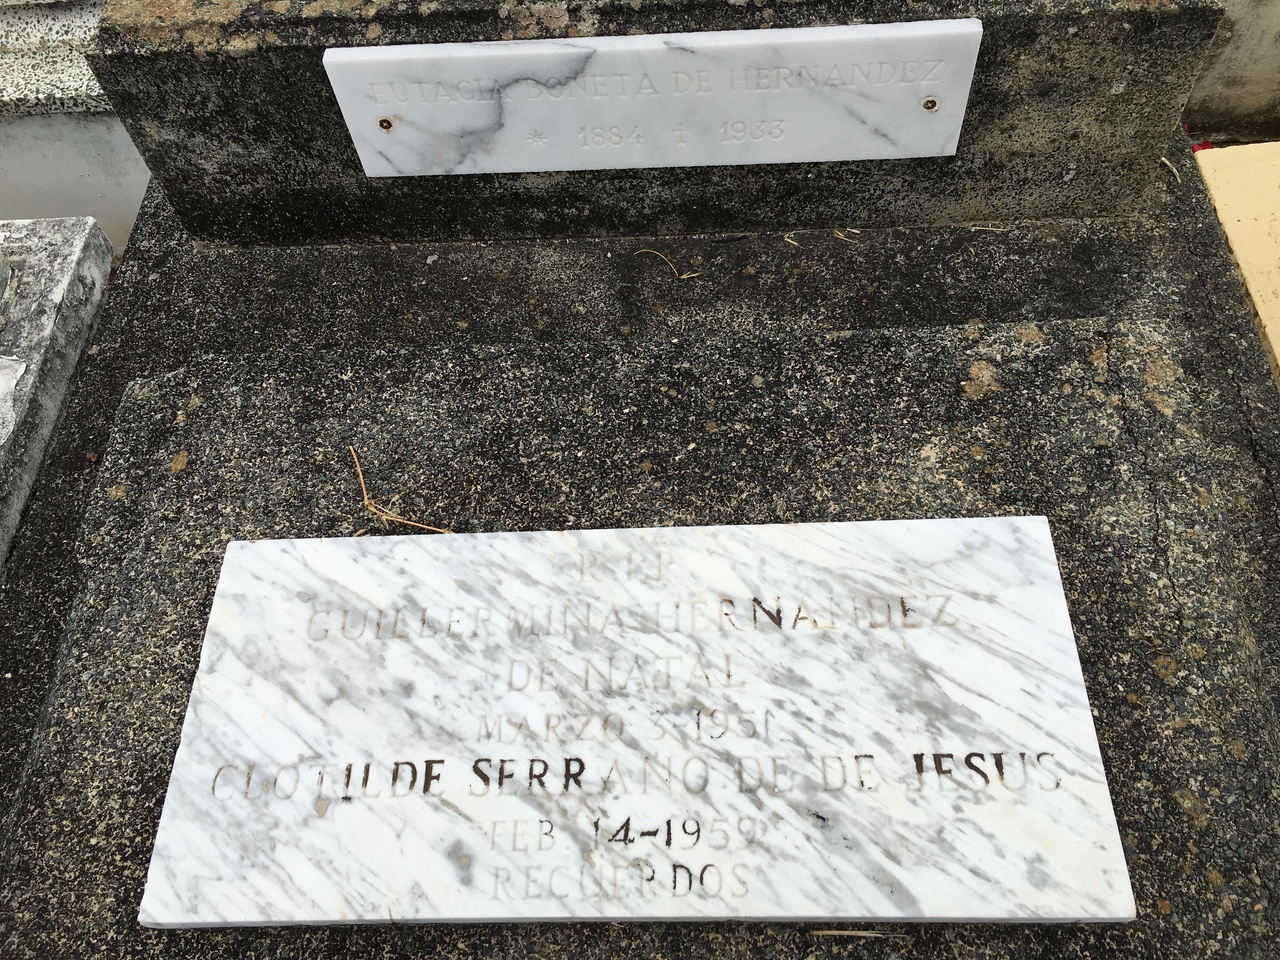 EUTACIA BONETA DE HERNANDEZ
* 1884 ✝ 1933
RIP
GUILLERMINA HERNANDEZ
DE NATAL
MARZO 3-1951
CLOTILDE SERRANO DE DE JESUS
FEB. 14-1959
RECUERDOS